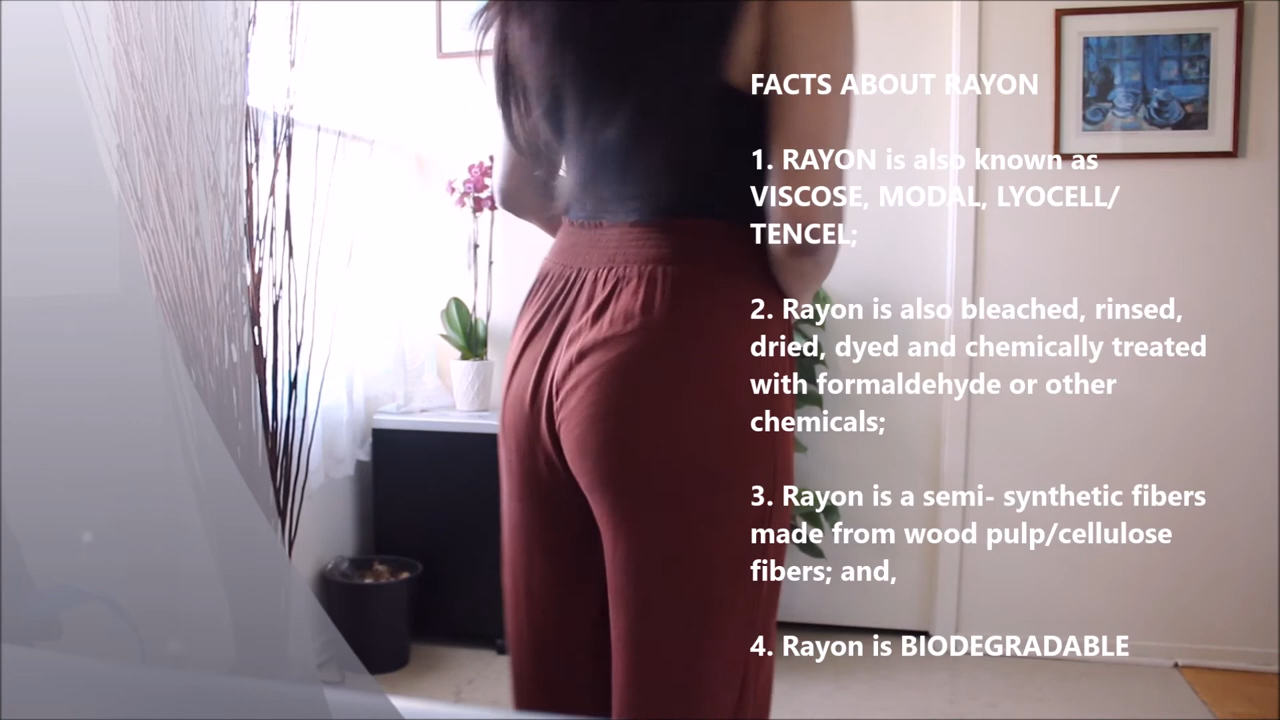 FACTS ABOUT RAYON
1. RAYON is also known as
VISCOSE, MODAL, LYOCELL/
TENCEL;
2. Rayon is also bleached, rinsed,
dried, dyed and chemically treated
with formaldehyde or other
chemicals;
3. Rayon is a semi- synthetic fibers
made from wood pulp/cellulose
fibers; and,
4. Rayon is BIODEGRADABLE